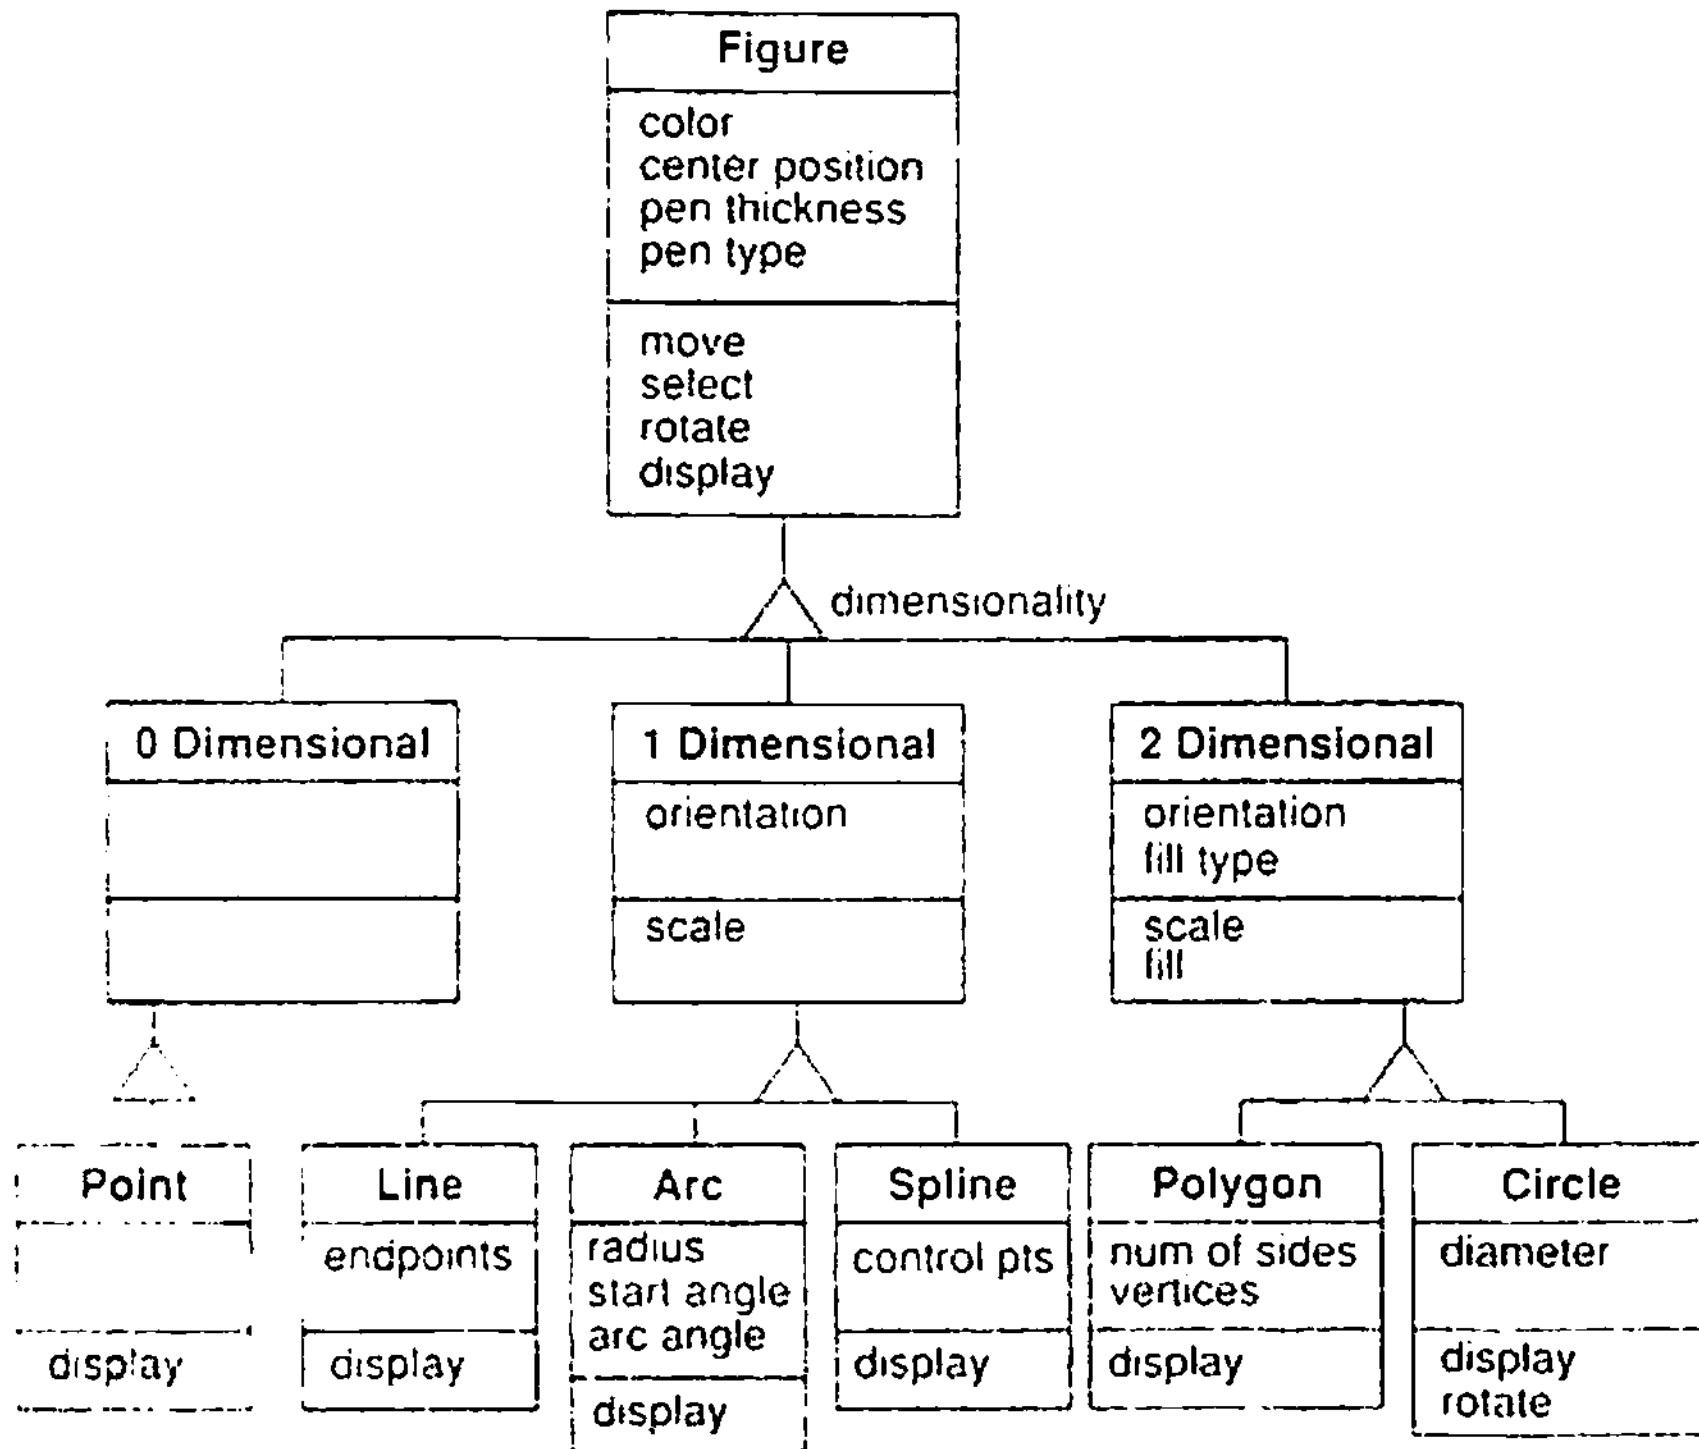 Figure
color
center position
pen thickness
pen type
move
select
rotate
display
dimensionality
0 Dimensional
1 Dimensional
orientation
scale
2 Dimensional
orientation
fill type
scale
fill
Point
display
Line
endpoints
display
Arc
radius
start angle
arc angle
display
Spline
control pts
display
Polygon
num of sides
vertices
display
Circle
diameter
display
rotate